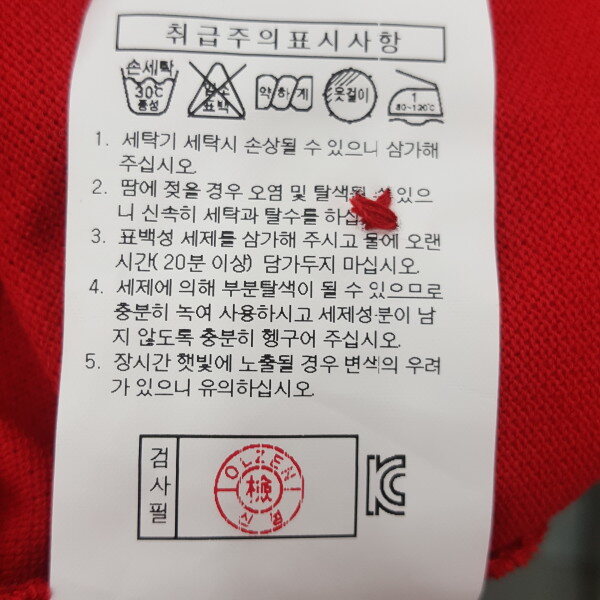 취급주의표시사항
손세탁
30℃
중성
표백
약하게
옷걸이
1
80~120℃
1. 세탁기 세탁시 손상될 수 있으니 삼가해
주십시오.
2. 땀에 젖을 경우 오염 및 탈색될 수 있으
니 신속히 세탁과 탈수를 하십
3. 표백성 세제를 삼가해 주시고 물에 오랜
시간(20분 이상) 담가두지 마십시오.
4. 세제에 의해 부분탈색이 될 수 있으므로
충분히 녹여 사용하시고 세제성분이 남
지 않도록 충분히 헹구어 주십시오.
5. 장시간 햇빛에 노출될 경우 변색의 우려
가 있으니 유의하십시오.
검사필
OLZEN
檢